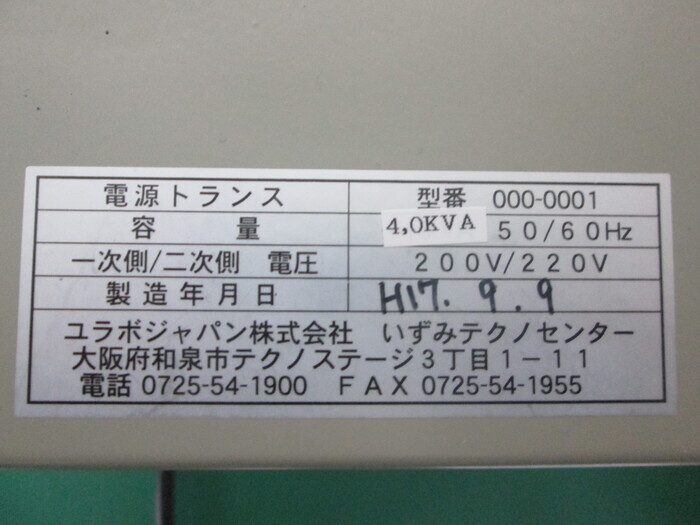 電源トランス 型番 000-0001
容量 4,0KVA 50/60Hz
一次側/二次側 電圧 200V/220V
製造年月日 H17. 9. 9
ユラボジャパン株式会社 いずみテクノセンター
大阪府和泉市テクノステージ3丁目1-11
電話 0725-54-1900 FAX 0725-54-1955